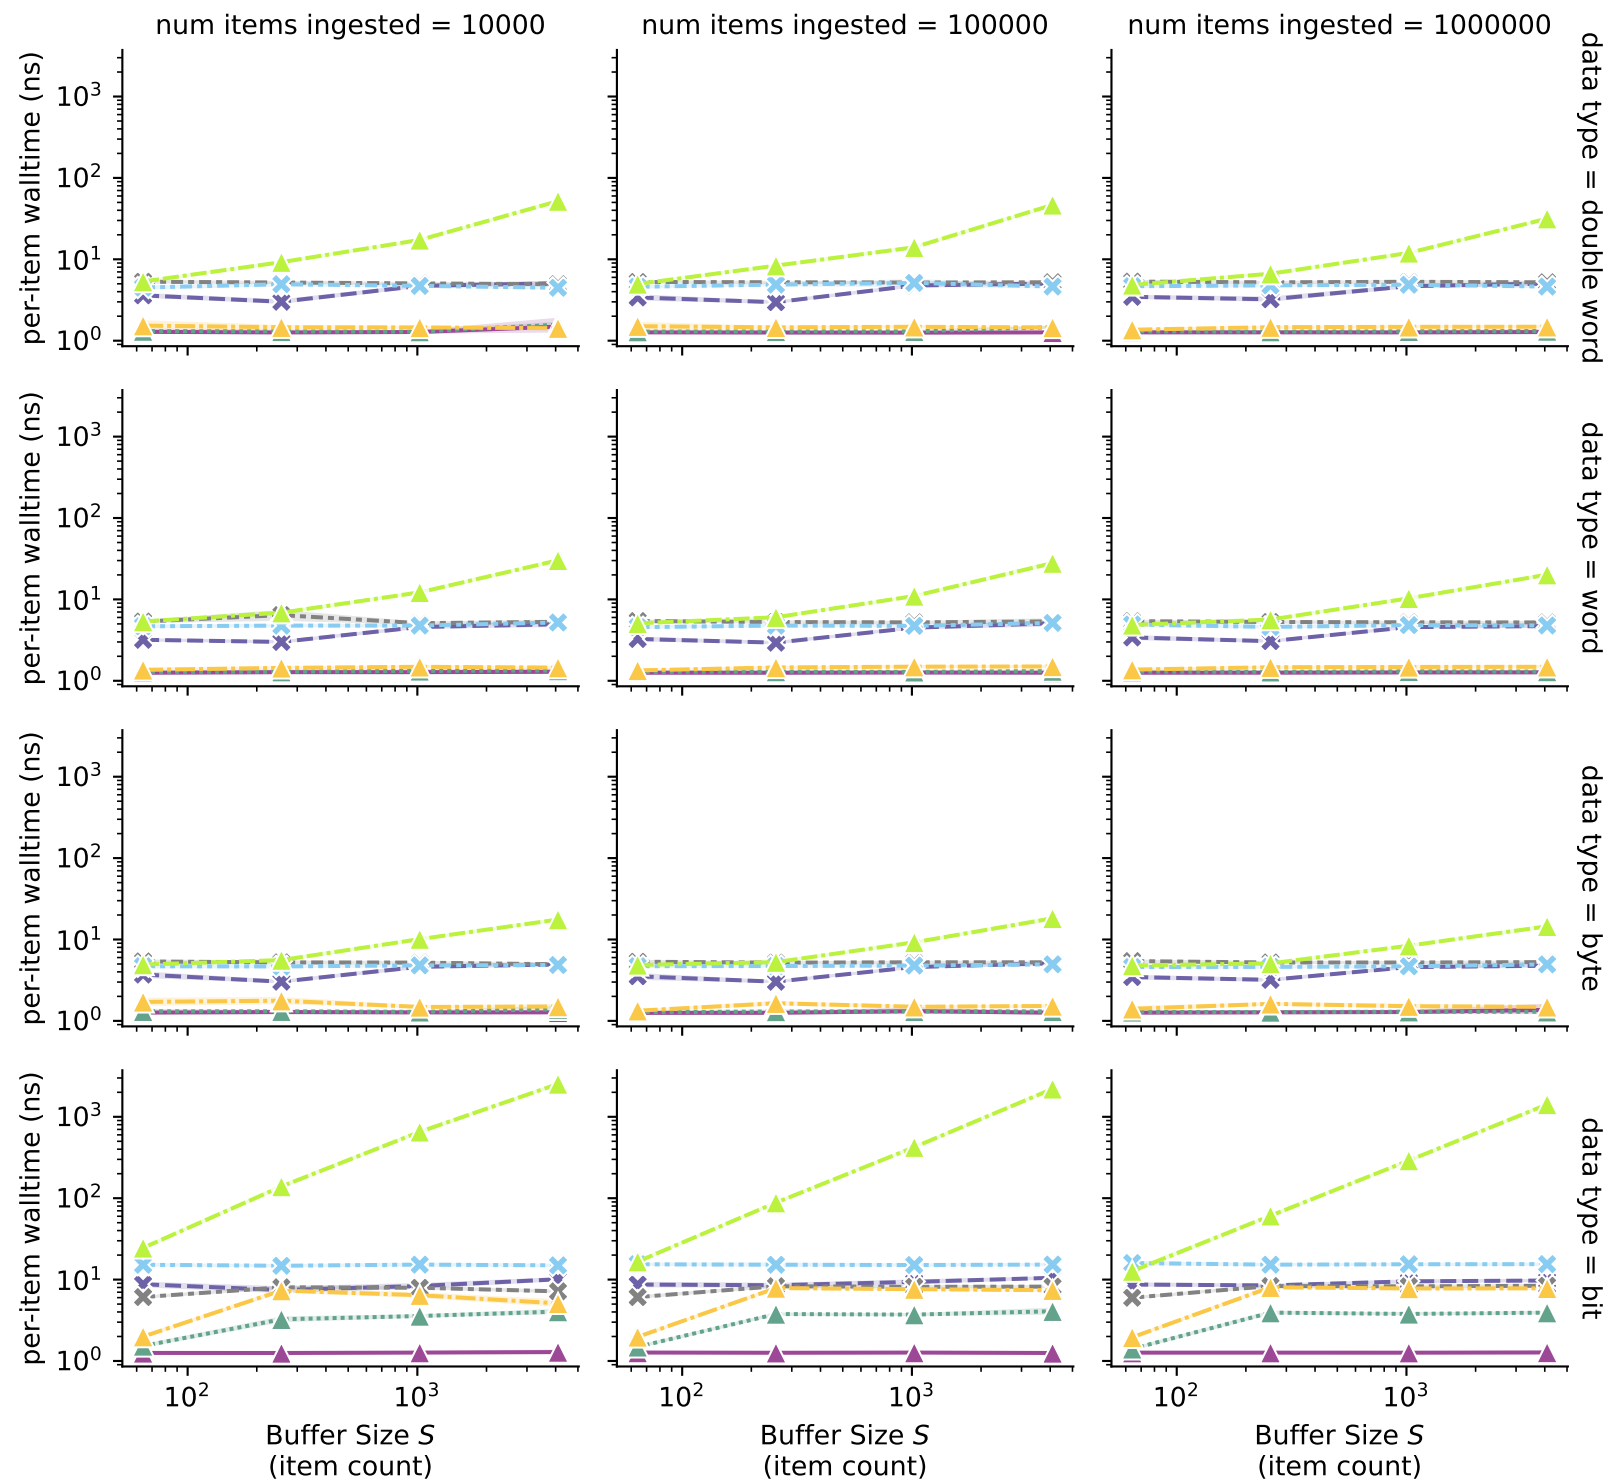 num items ingested = 10000
num items ingested = 100000
num items ingested = 1000000
per-item walltime (ns)
10³
10²
10¹
10⁰
data type = double word
per-item walltime (ns)
10³
10²
10¹
10⁰
data type = word
per-item walltime (ns)
10³
10²
10¹
10⁰
data type = byte
per-item walltime (ns)
10³
10²
10¹
10⁰
data type = bit
10² 10³
10² 10³
10² 10³
Buffer Size S
(item count)
Buffer Size S
(item count)
Buffer Size S
(item count)